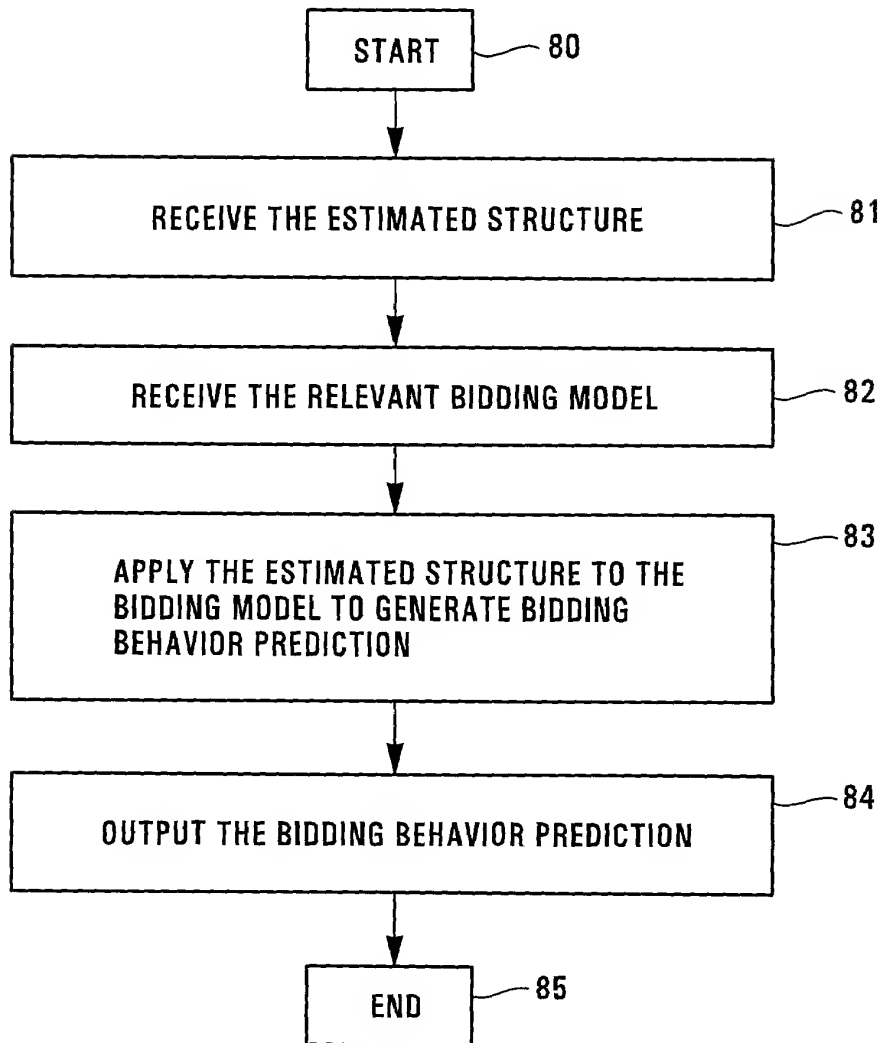 START
80
RECEIVE THE ESTIMATED STRUCTURE
81
RECEIVE THE RELEVANT BIDDING MODEL
82
APPLY THE ESTIMATED STRUCTURE TO THE
BIDDING MODEL TO GENERATE BIDDING
BEHAVIOR PREDICTION
83
OUTPUT THE BIDDING BEHAVIOR PREDICTION
84
END
85